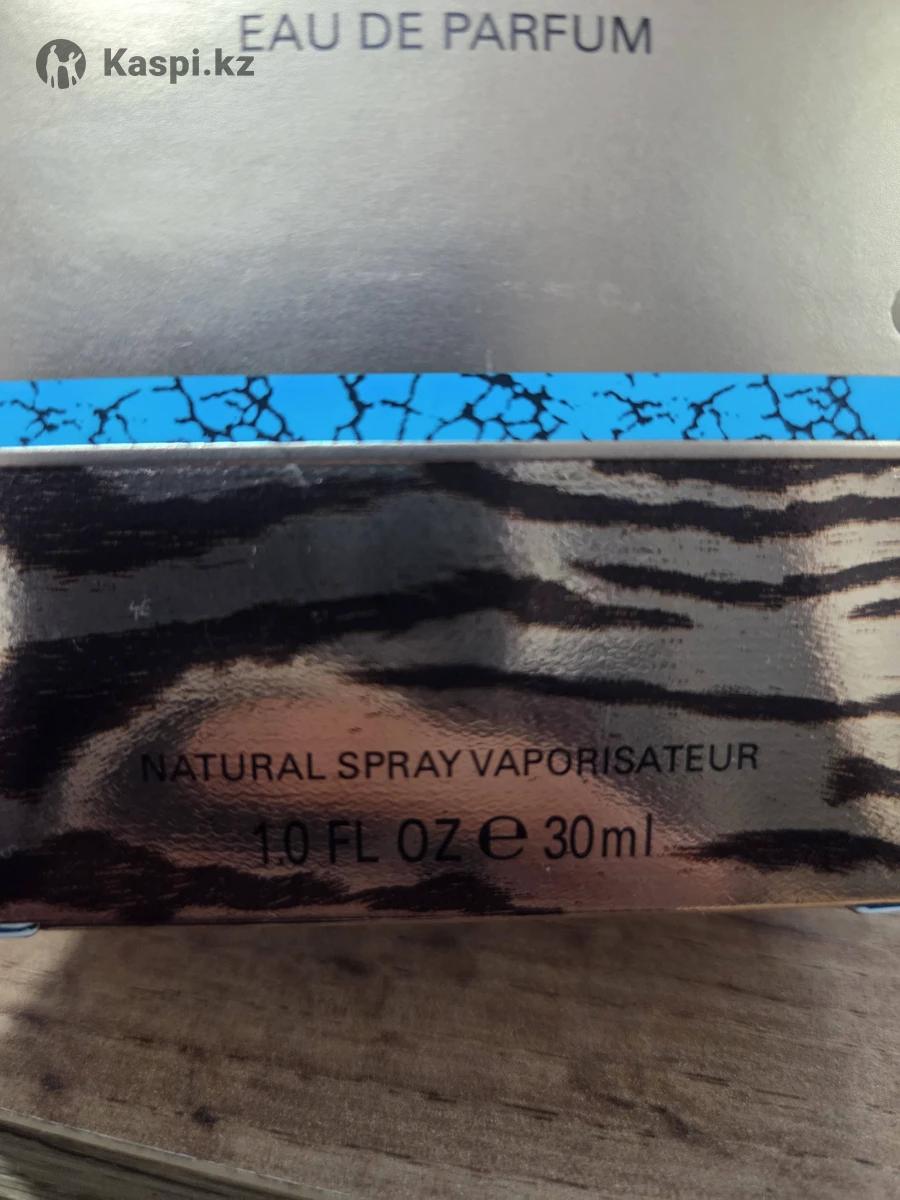 EAU DE PARFUM
Kaspi.kz
NATURAL SPRAY VAPORISATEUR
1.0 FL OZ e 30ml